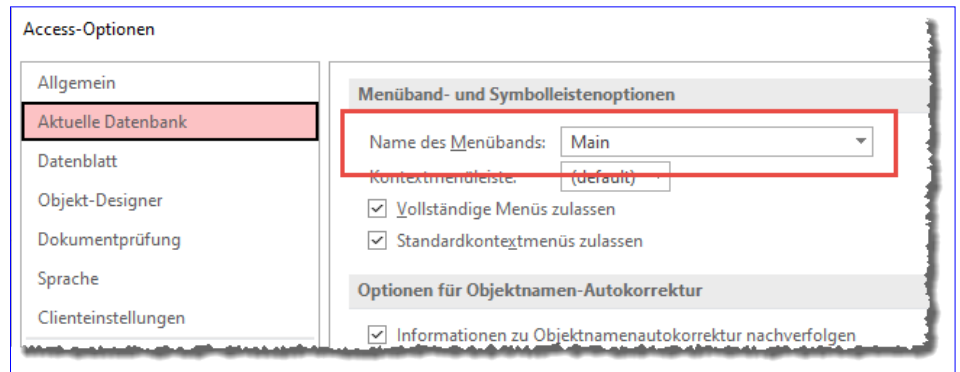 Access-Optionen
Allgemein
Aktuelle Datenbank
Datenblatt
Objekt-Designer
Dokumentprüfung
Sprache
Clienteinstellungen
Menüband- und Symbolleistenoptionen
Name des Menübands: Main
Kontextmenüleiste: (default)
Vollständige Menüs zulassen
Standardkontextmenüs zulassen
Optionen für Objektnamen-Autokorrektur
Informationen zu Objektnamenautokorrektur nachverfolgen